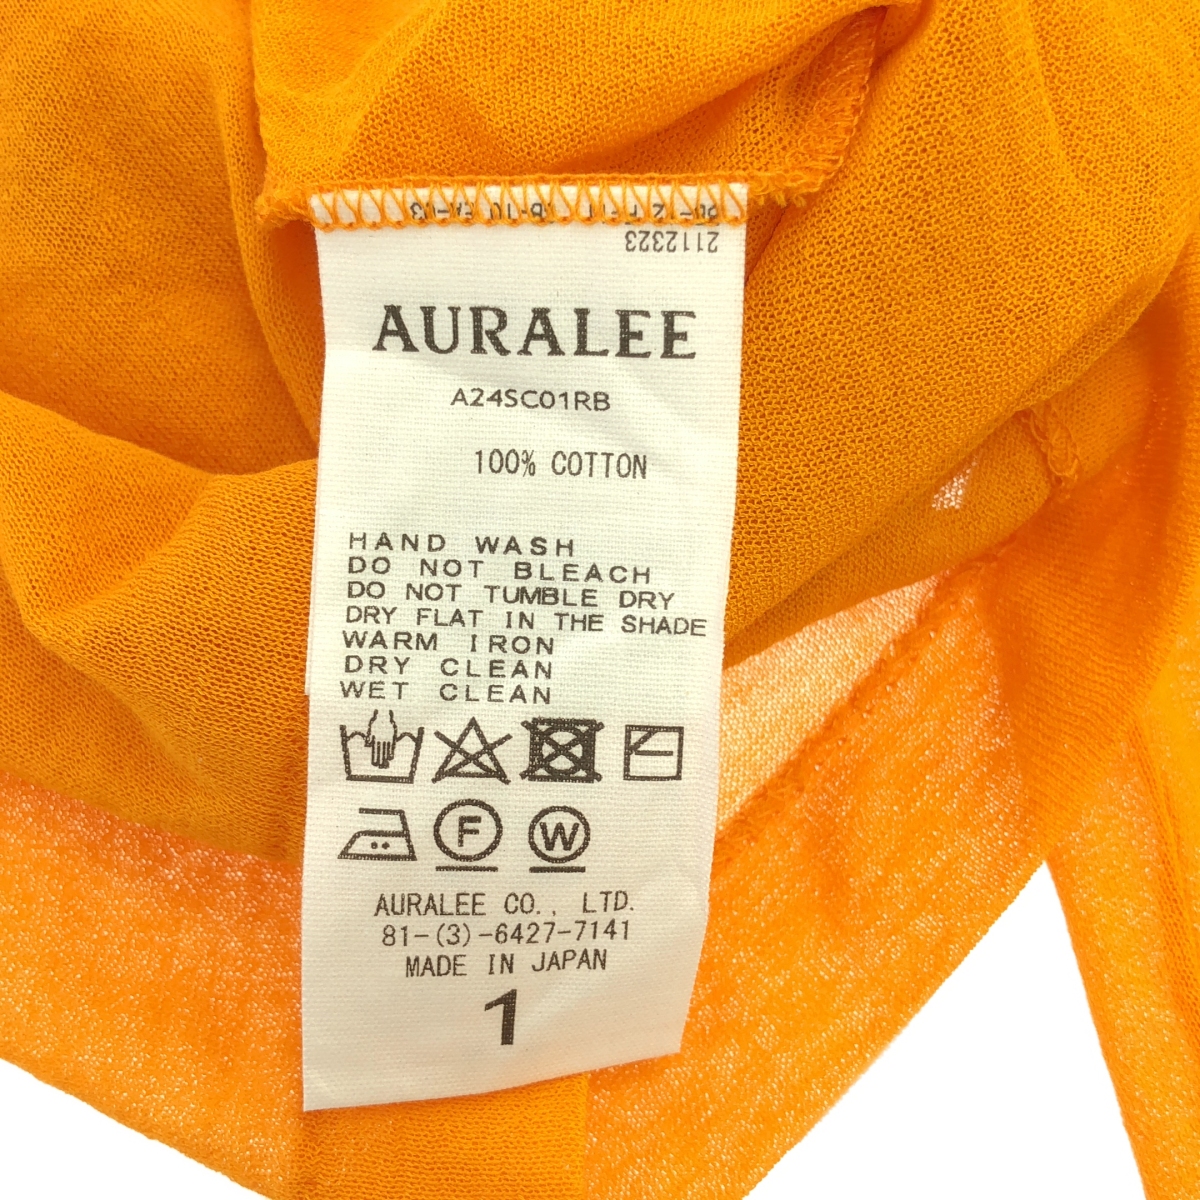 2112323
AURALEE
A24SC01RB
100% COTTON
HAND WASH
DO NOT BLEACH
DO NOT TUMBLE DRY
DRY FLAT IN THE SHADE
WARM IRON
DRY CLEAN
WET CLEAN
F W
AURALEE CO., LTD.
81-(3)-6427-7141
MADE IN JAPAN
1